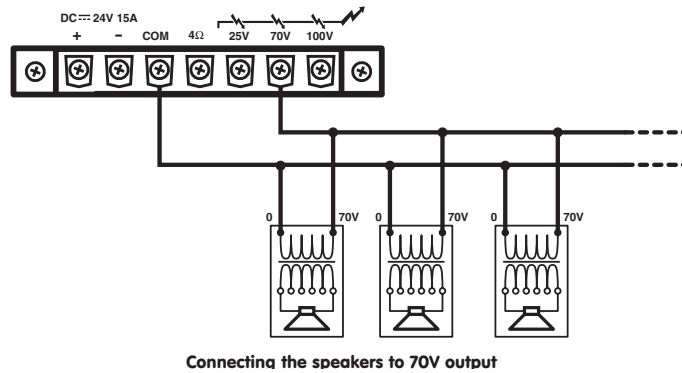 DC⎓ 24V 15A
+ − COM 4Ω 25V 70V 100V
0 70V 0 70V 0 70V
Connecting the speakers to 70V output